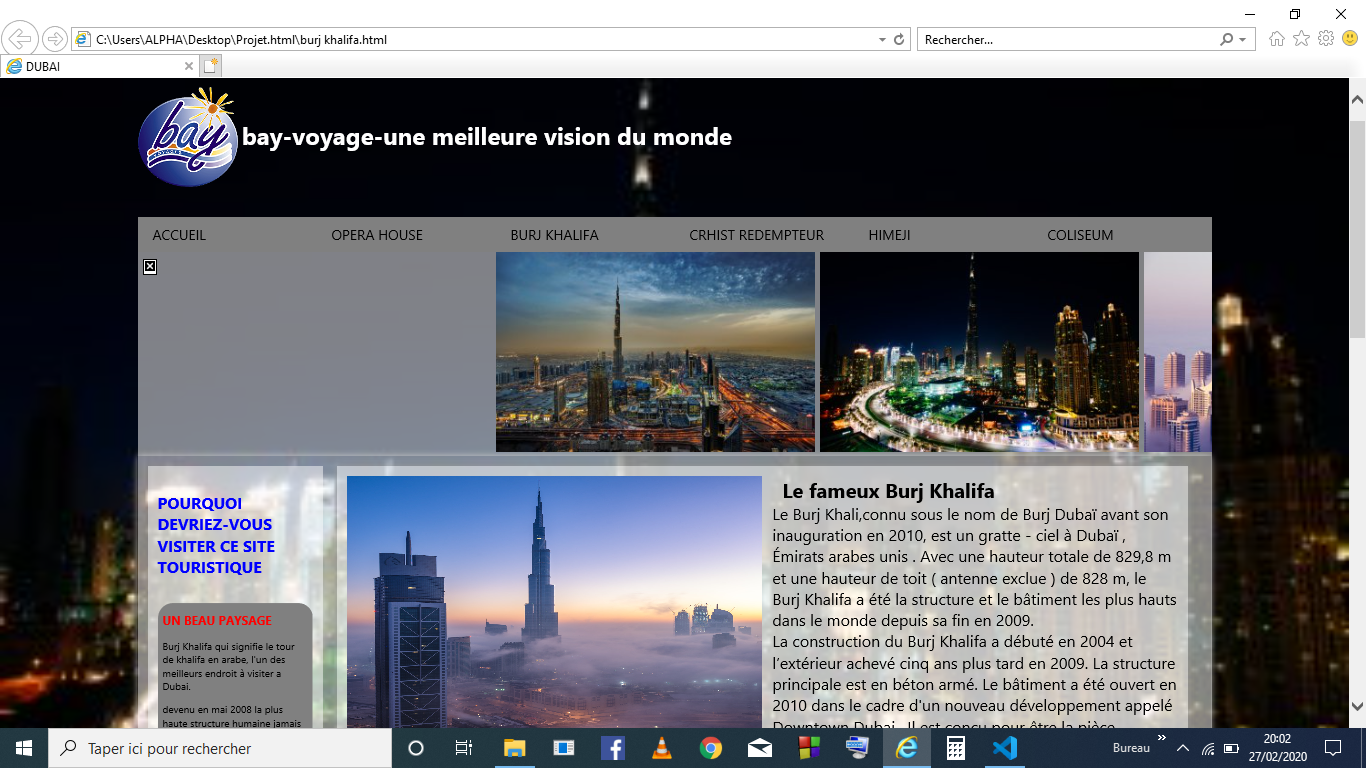 C:\Users\ALPHA\Desktop\Projet.html\burj khalifa.html
Rechercher...
DUBAI
bay
bay-voyage-une meilleure vision du monde
ACCUEIL OPERA HOUSE BURJ KHALIFA CRHIST REDEMPTEUR HIMEJI COLISEUM
POURQUOI
DEVRIEZ-VOUS
VISITER CE SITE
TOURISTIQUE
UN BEAU PAYSAGE
Burj Khalifa qui signifie le tour
de khalifa en arabe, l'un des
meilleurs endroit à visiter a
Dubai.
devenu en mai 2008 la plus
haute structure humaine jamais
Le fameux Burj Khalifa
Le Burj Khali,connu sous le nom de Burj Dubaï avant son
inauguration en 2010, est un gratte - ciel à Dubaï ,
Émirats arabes unis . Avec une hauteur totale de 829,8 m
et une hauteur de toit ( antenne exclue ) de 828 m, le
Burj Khalifa a été la structure et le bâtiment les plus hauts
dans le monde depuis sa fin en 2009.
La construction du Burj Khalifa a débuté en 2004 et
l'extérieur achevé cinq ans plus tard en 2009. La structure
principale est en béton armé. Le bâtiment a été ouvert en
2010 dans le cadre d'un nouveau développement appelé
Downtown Dubai . Il est conçu pour être la pièce
Taper ici pour rechercher
Bureau
20:02
27/02/2020